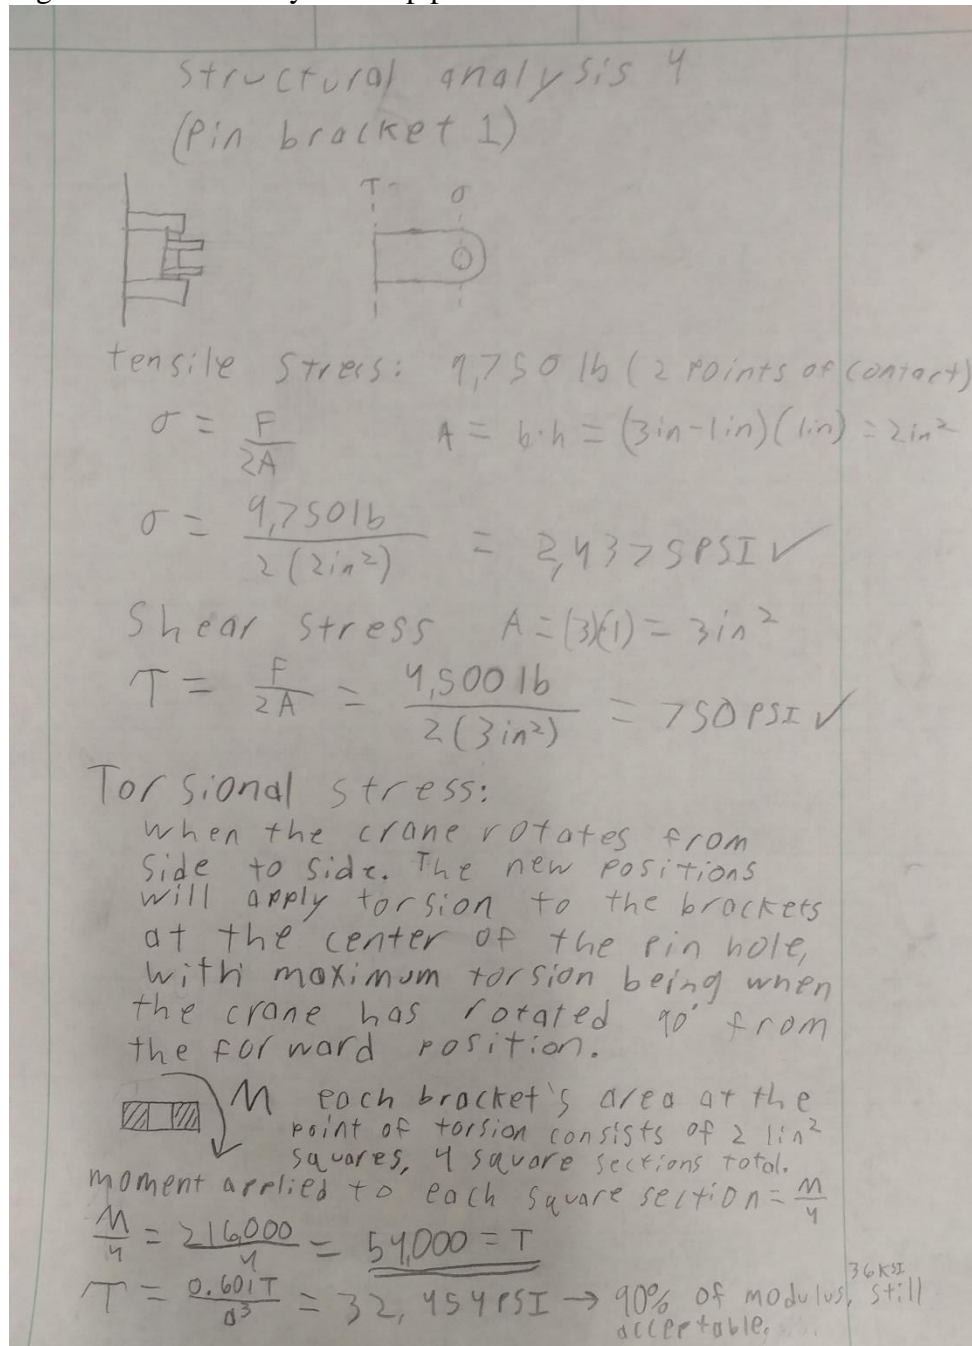 structural analysis 4
(Pin bracket 1)
T
σ
tensile stress: 9,750 lb (2 points of contact)
σ = F/2A A = b·h = (3in-1in)(1in) = 2in²
σ = 9,750lb / 2(2in²) = 2,437.5 PSI ✓
Shear stress A = (3)(1) = 3in²
T = F/2A = 4,500 lb / 2(3in²) = 750 PSI ✓
Torsional stress:
when the crane rotates from
side to side. The new positions
will apply torsion to the brackets
at the center of the pin hole,
with maximum torsion being when
the crane has rotated 90° from
the forward position.
M each bracket's area at the
point of torsion consists of 2 1in²
squares, 4 square sections total.
moment applied to each square section = M/4
M/4 = 216,000/4 = 54,000 = T
T = 0.601T/a³ = 32,454 PSI → 90% of modulus, 36KSI still
acceptable.